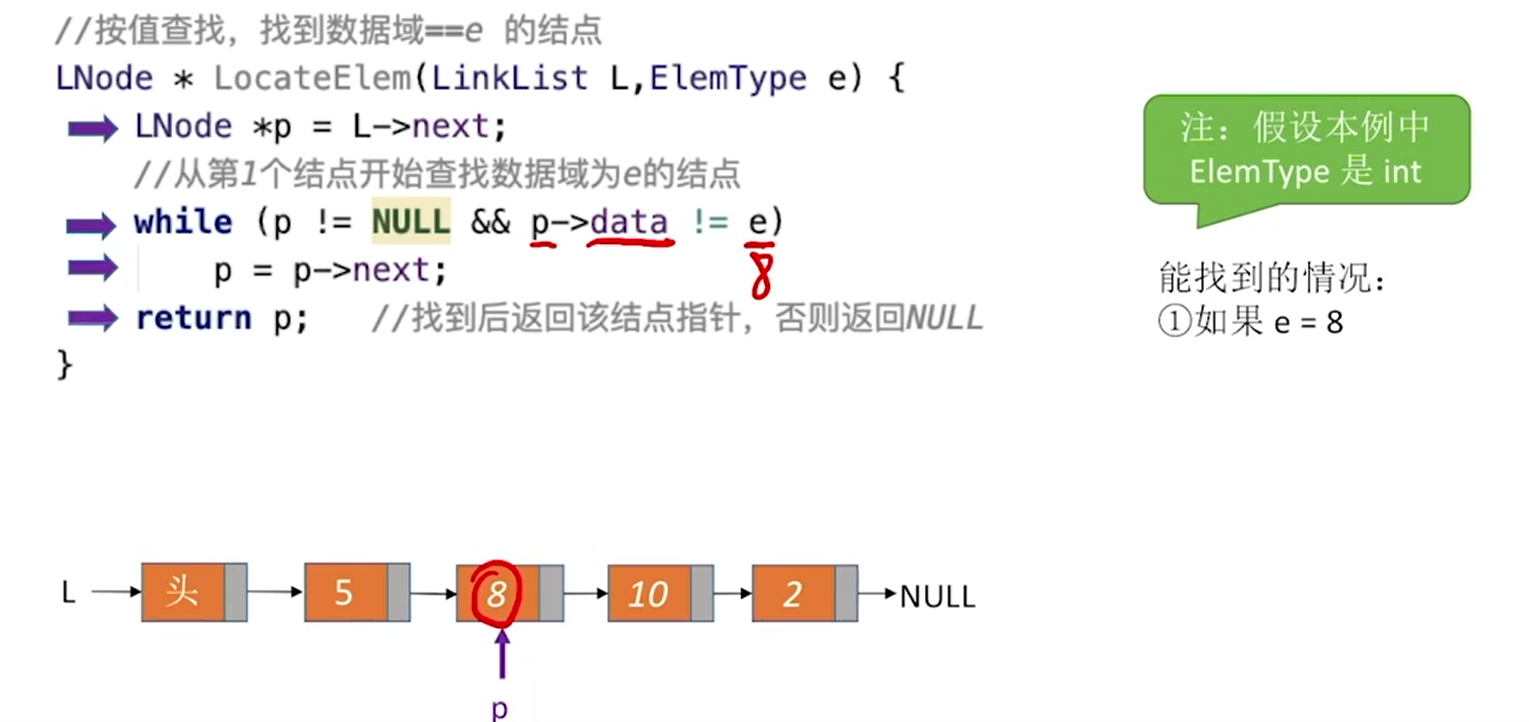 //按值查找，找到数据域==e 的结点
LNode * LocateElem(LinkList L,ElemType e) {
LNode *p = L->next;
//从第1个结点开始查找数据域为e的结点
while (p != NULL && p->data != e)
8
p = p->next;
return p; //找到后返回该结点指针，否则返回NULL
}
注：假设本例中
ElemType 是 int
能找到的情况：
①如果 e = 8
L 头 5 8 10 2 NULL
p